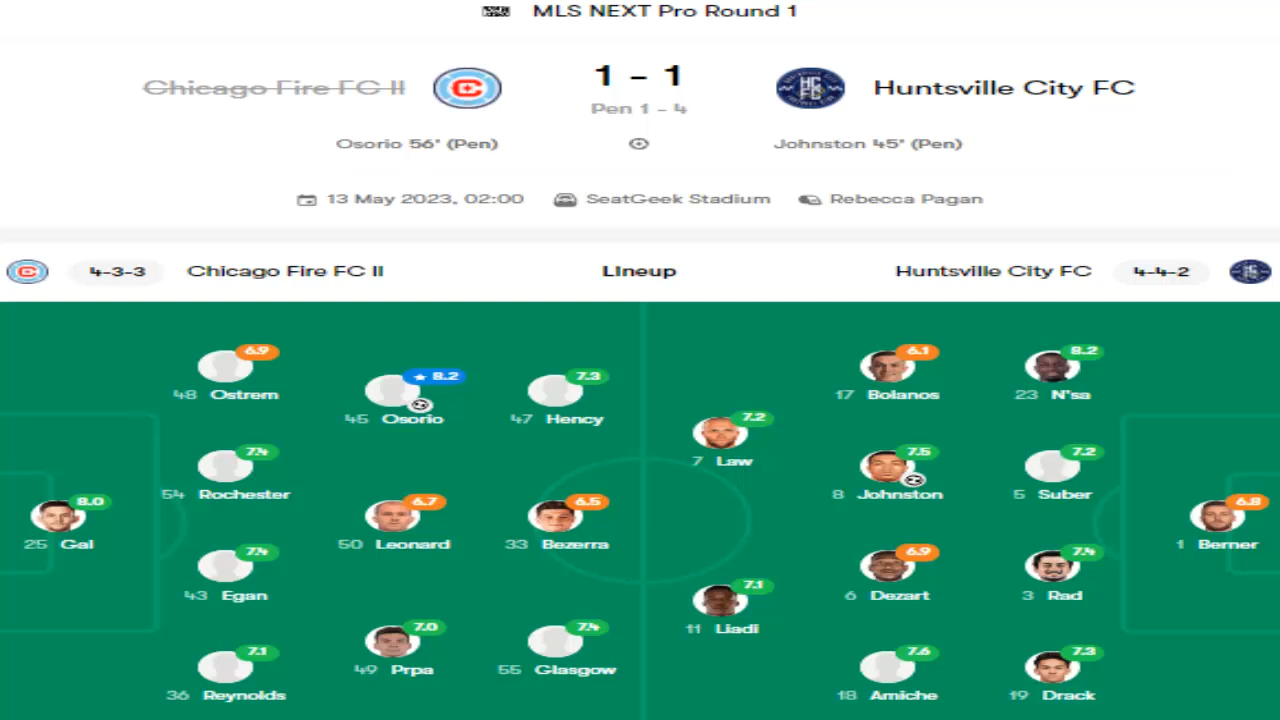 MLS NEXT Pro Round 1
Chicago Fire FC II
1 - 1
Huntsville City FC
Pen 1 - 4
Osorio 56' (Pen)
Johnston 45' (Pen)
13 May 2023, 02:00
SeatGeek Stadium
Rebecca Pagan
4-3-3
Chicago Fire FC II
Lineup
Huntsville City FC
4-4-2
8.0
25 Gal
6.9
48 Ostrem
7.4
54 Rochester
7.4
43 Egan
7.1
36 Reynolds
8.2
45 Osorio
6.7
50 Leonard
7.0
49 Prpa
7.3
47 Hency
6.5
33 Bezerra
7.4
55 Glasgow
7.2
7 Law
7.1
11 Liadi
6.1
17 Bolanos
7.5
8 Johnston
6.9
6 Dezart
7.6
18 Amiche
8.2
23 N'sa
7.2
5 Suber
7.4
3 Rad
7.3
19 Drack
6.8
1 Berner